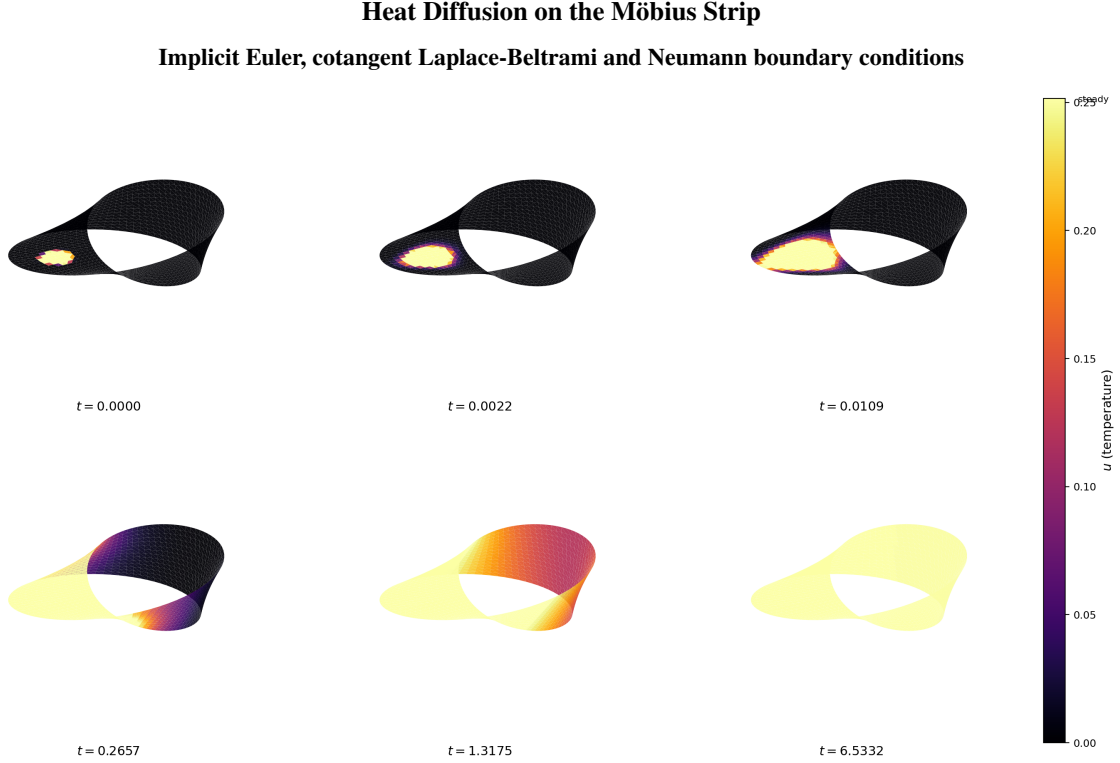 Heat Diffusion on the Möbius Strip
Implicit Euler, cotangent Laplace-Beltrami and Neumann boundary conditions
0.25
steady
0.20
0.15
0.10
0.05
0.00
u (temperature)
t = 0.0000
t = 0.0022
t = 0.0109
t = 0.2657
t = 1.3175
t = 6.5332